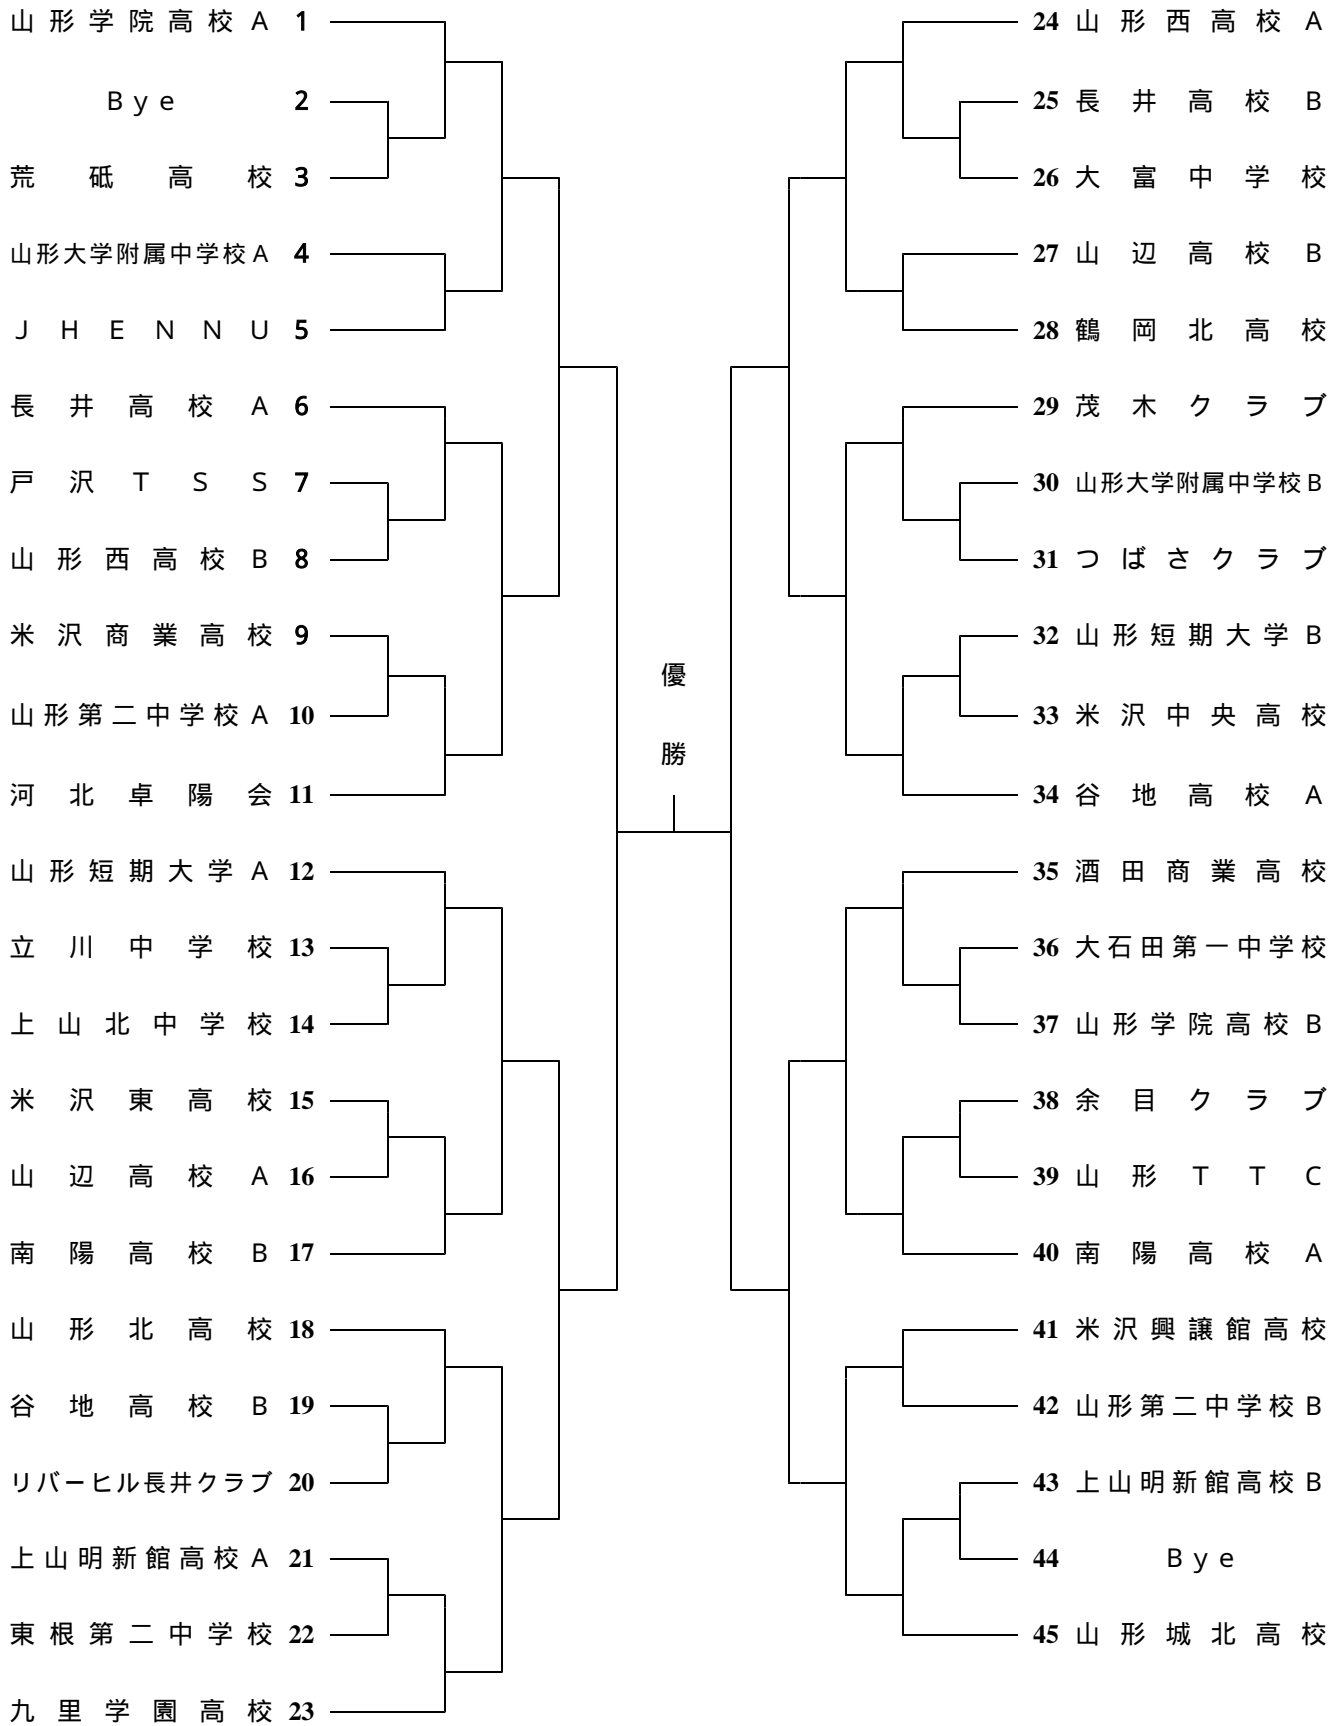 山形学院高校A 1
Bye 2
荒砥高校 3
山形大学附属中学校A 4
JHENNU 5
長井高校A 6
戸沢TSS 7
山形西高校B 8
米沢商業高校 9
山形第二中学校A 10
河北卓陽会 11
山形短期大学A 12
立川中学校 13
上山北中学校 14
米沢東高校 15
山辺高校A 16
南陽高校B 17
山形北高校 18
谷地高校B 19
リバーヒル長井クラブ 20
上山明新館高校A 21
東根第二中学校 22
九里学園高校 23
優
勝
24 山形西高校A
25 長井高校B
26 大富中学校
27 山辺高校B
28 鶴岡北高校
29 茂木クラブ
30 山形大学附属中学校B
31 つばさクラブ
32 山形短期大学B
33 米沢中央高校
34 谷地高校A
35 酒田商業高校
36 大石田第一中学校
37 山形学院高校B
38 余目クラブ
39 山形TTC
40 南陽高校A
41 米沢興譲館高校
42 山形第二中学校B
43 上山明新館高校B
44 Bye
45 山形城北高校